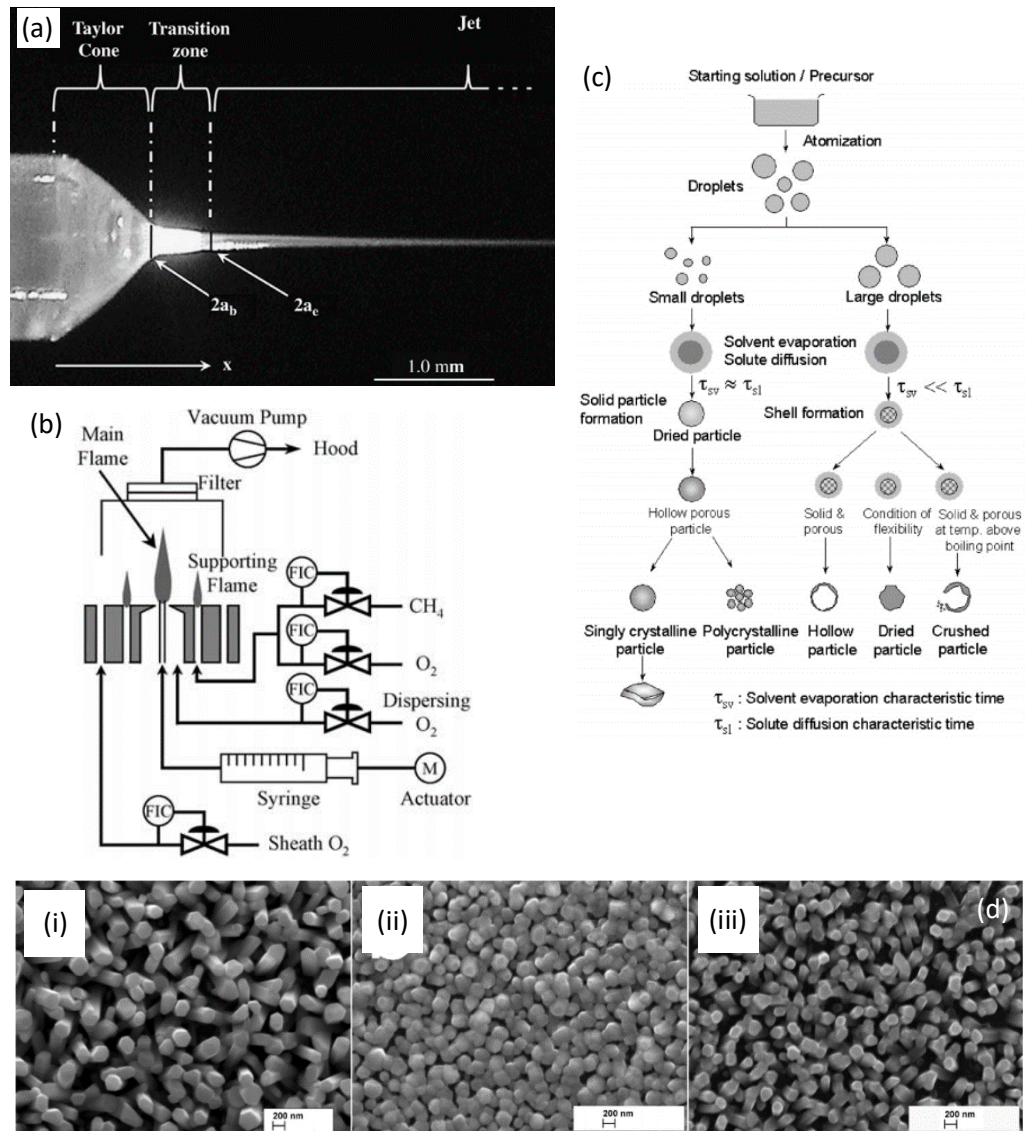 (a)
Taylor
Cone
Transition
zone
Jet
2a_b
2a_e
x
1.0 mm
(b)
Main
Flame
Vacuum Pump
Hood
Filter
Supporting
Flame
FIC
CH4
FIC
O2
FIC
Dispersing
O2
M
Syringe
Actuator
FIC
Sheath O2
(c)
Starting solution / Precursor
Atomization
Droplets
Small droplets
Large droplets
Solvent evaporation
Solute diffusion
τsv ≈ τsl
τsv << τsl
Solid particle
formation
Shell formation
Dried particle
Hollow porous
particle
Solid &
porous
Condition of
flexibility
Solid & porous
at temp. above
boiling point
Singly crystalline
particle
Polycrystalline
particle
Hollow
particle
Dried
particle
Crushed
particle
τsv : Solvent evaporation characteristic time
τsl : Solute diffusion characteristic time
(i)
(ii)
(iii)
(d)
200 nm
200 nm
200 nm